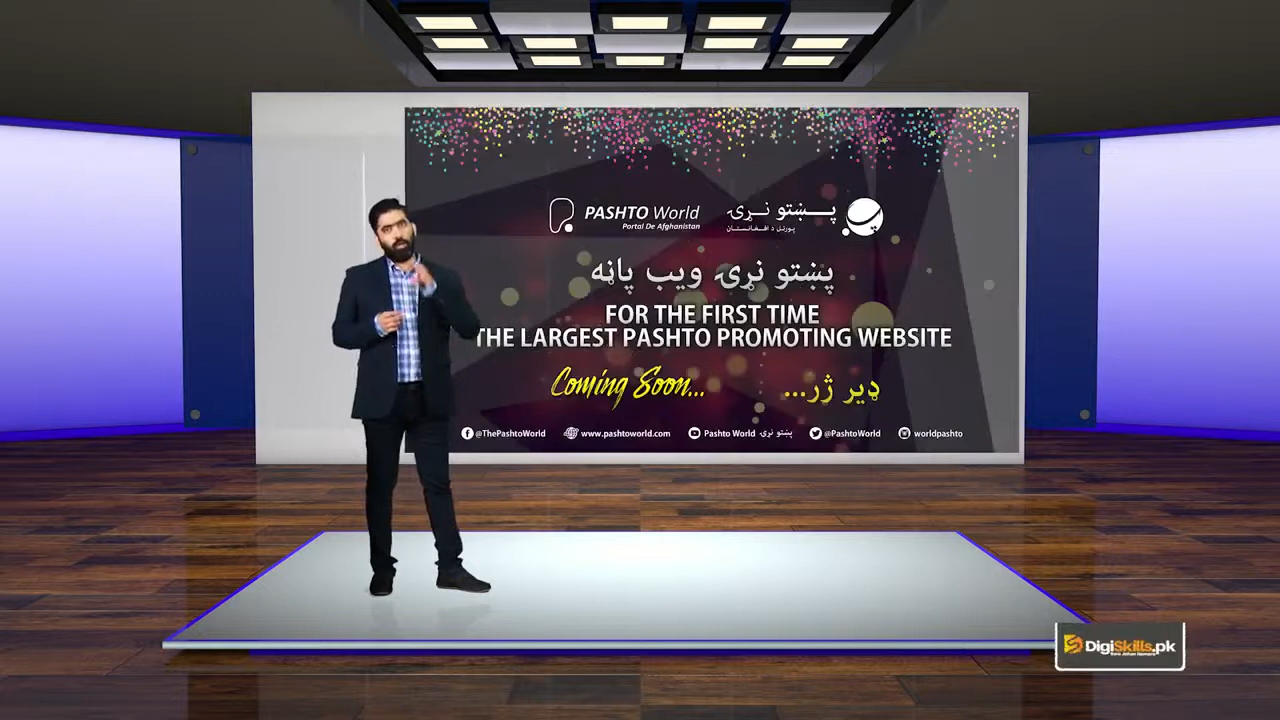 PASHTO World
Portal De Afghanistan
پښتو نړۍ
پورټل د افغانستان
پښتو نړۍ ویب پاڼه
FOR THE FIRST TIME
THE LARGEST PASHTO PROMOTING WEBSITE
Coming Soon...
ډیر ژر...
@ThePashtoWorld
www.pashtoworld.com
Pashto World پښتو نړۍ
@PashtoWorld
worldpashto
DigiSkills.pk